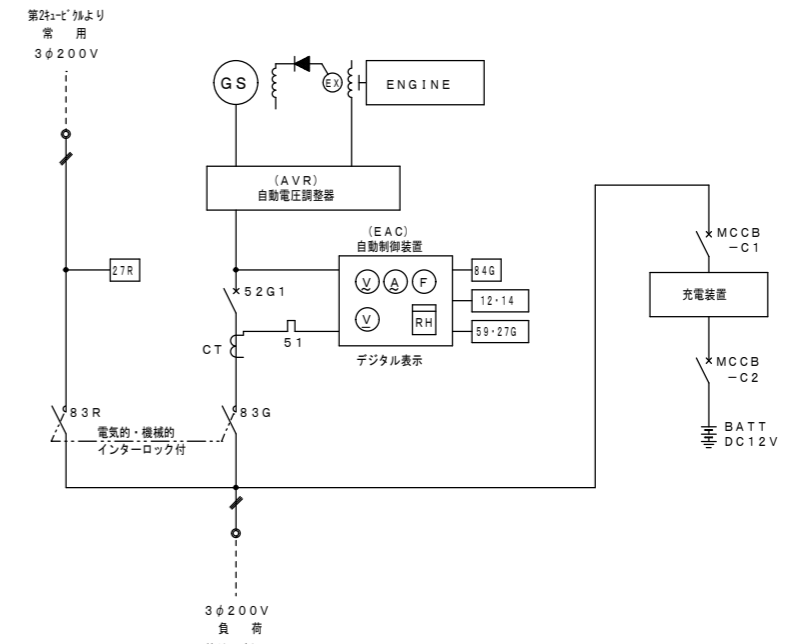 第2ｷｭｰﾋﾞｸﾙより
常 用
3φ200V
GS
EX
ENGINE
(AVR)
自動電圧調整器
(EAC)
自動制御装置
27R
52G1
V
A
F
V
RH
84G
12・14
59・27G
CT
51
デジタル表示
MCCB
-C1
充電装置
MCCB
-C2
BATT
DC12V
83R
83G
電気的・機械的
インターロック付
3φ200V
負 荷